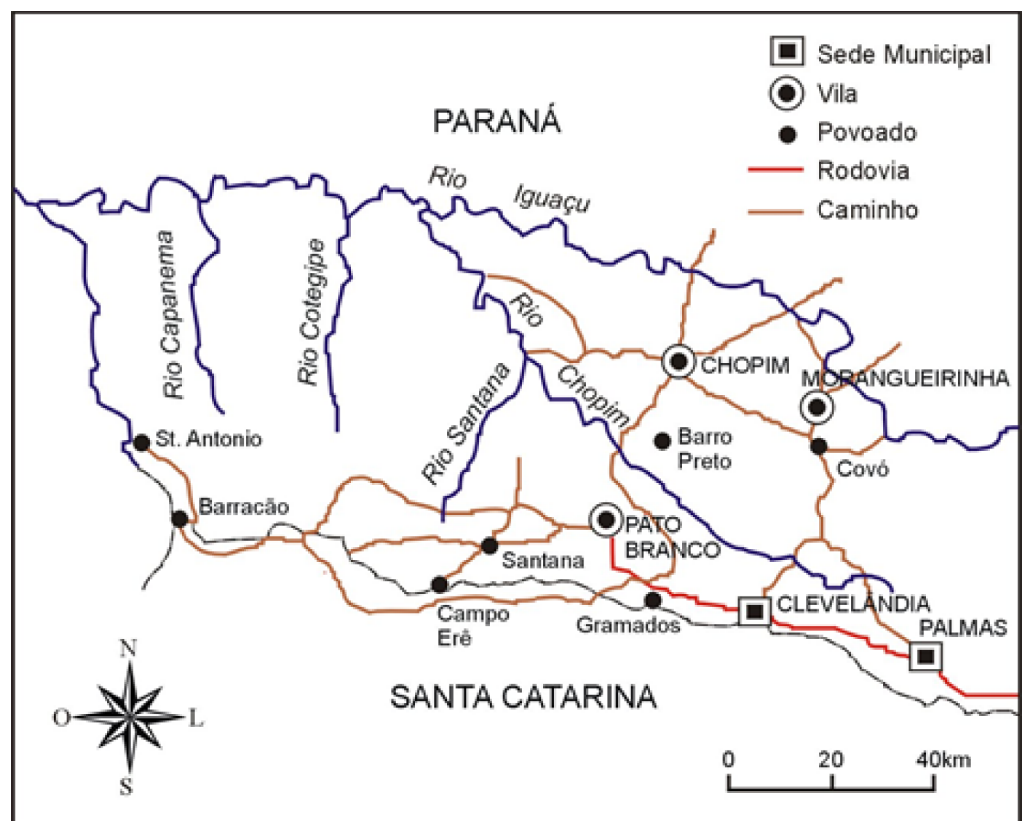 Sede Municipal
Vila
Povoado
Rodovia
Caminho
PARANÁ
Rio
Iguaçu
Rio Capanema
Rio Cotegipe
Rio
Chopim
Rio Santana
CHOPIM
MORANGUEIRINHA
St. Antonio
Barro
Preto
Covó
Barracão
PATO
BRANCO
Santana
Campo
Erê
Gramados
CLEVELÂNDIA
PALMAS
SANTA CATARINA
N
O
L
S
0
20
40km